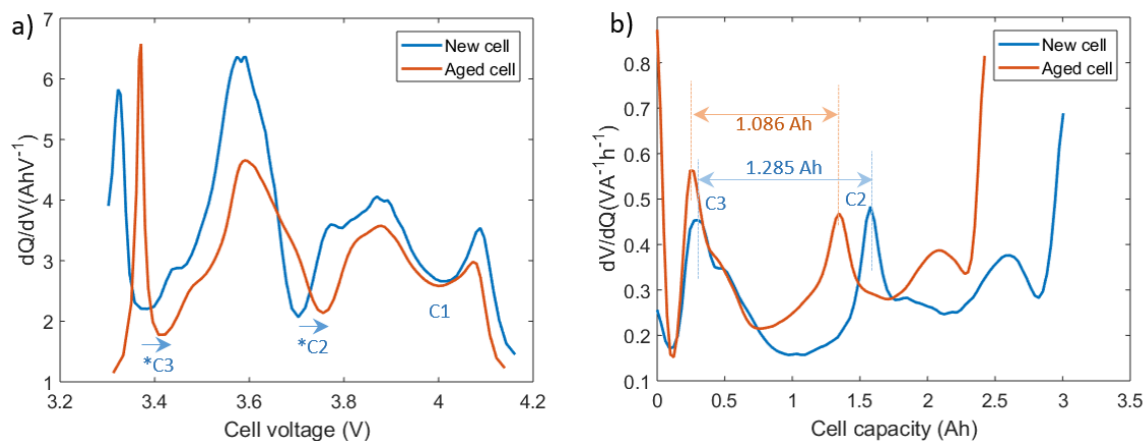 a)
dQ/dV(AhV⁻¹)
7
6
5
4
3
2
1
3.2
3.4
3.6
3.8
4
4.2
Cell voltage (V)
New cell
Aged cell
*C3
*C2
C1
b)
dV/dQ(VA⁻¹h⁻¹)
0.8
0.7
0.6
0.5
0.4
0.3
0.2
0.1
0
0.5
1
1.5
2
2.5
3
3.5
Cell capacity (Ah)
New cell
Aged cell
1.086 Ah
1.285 Ah
C3
C2